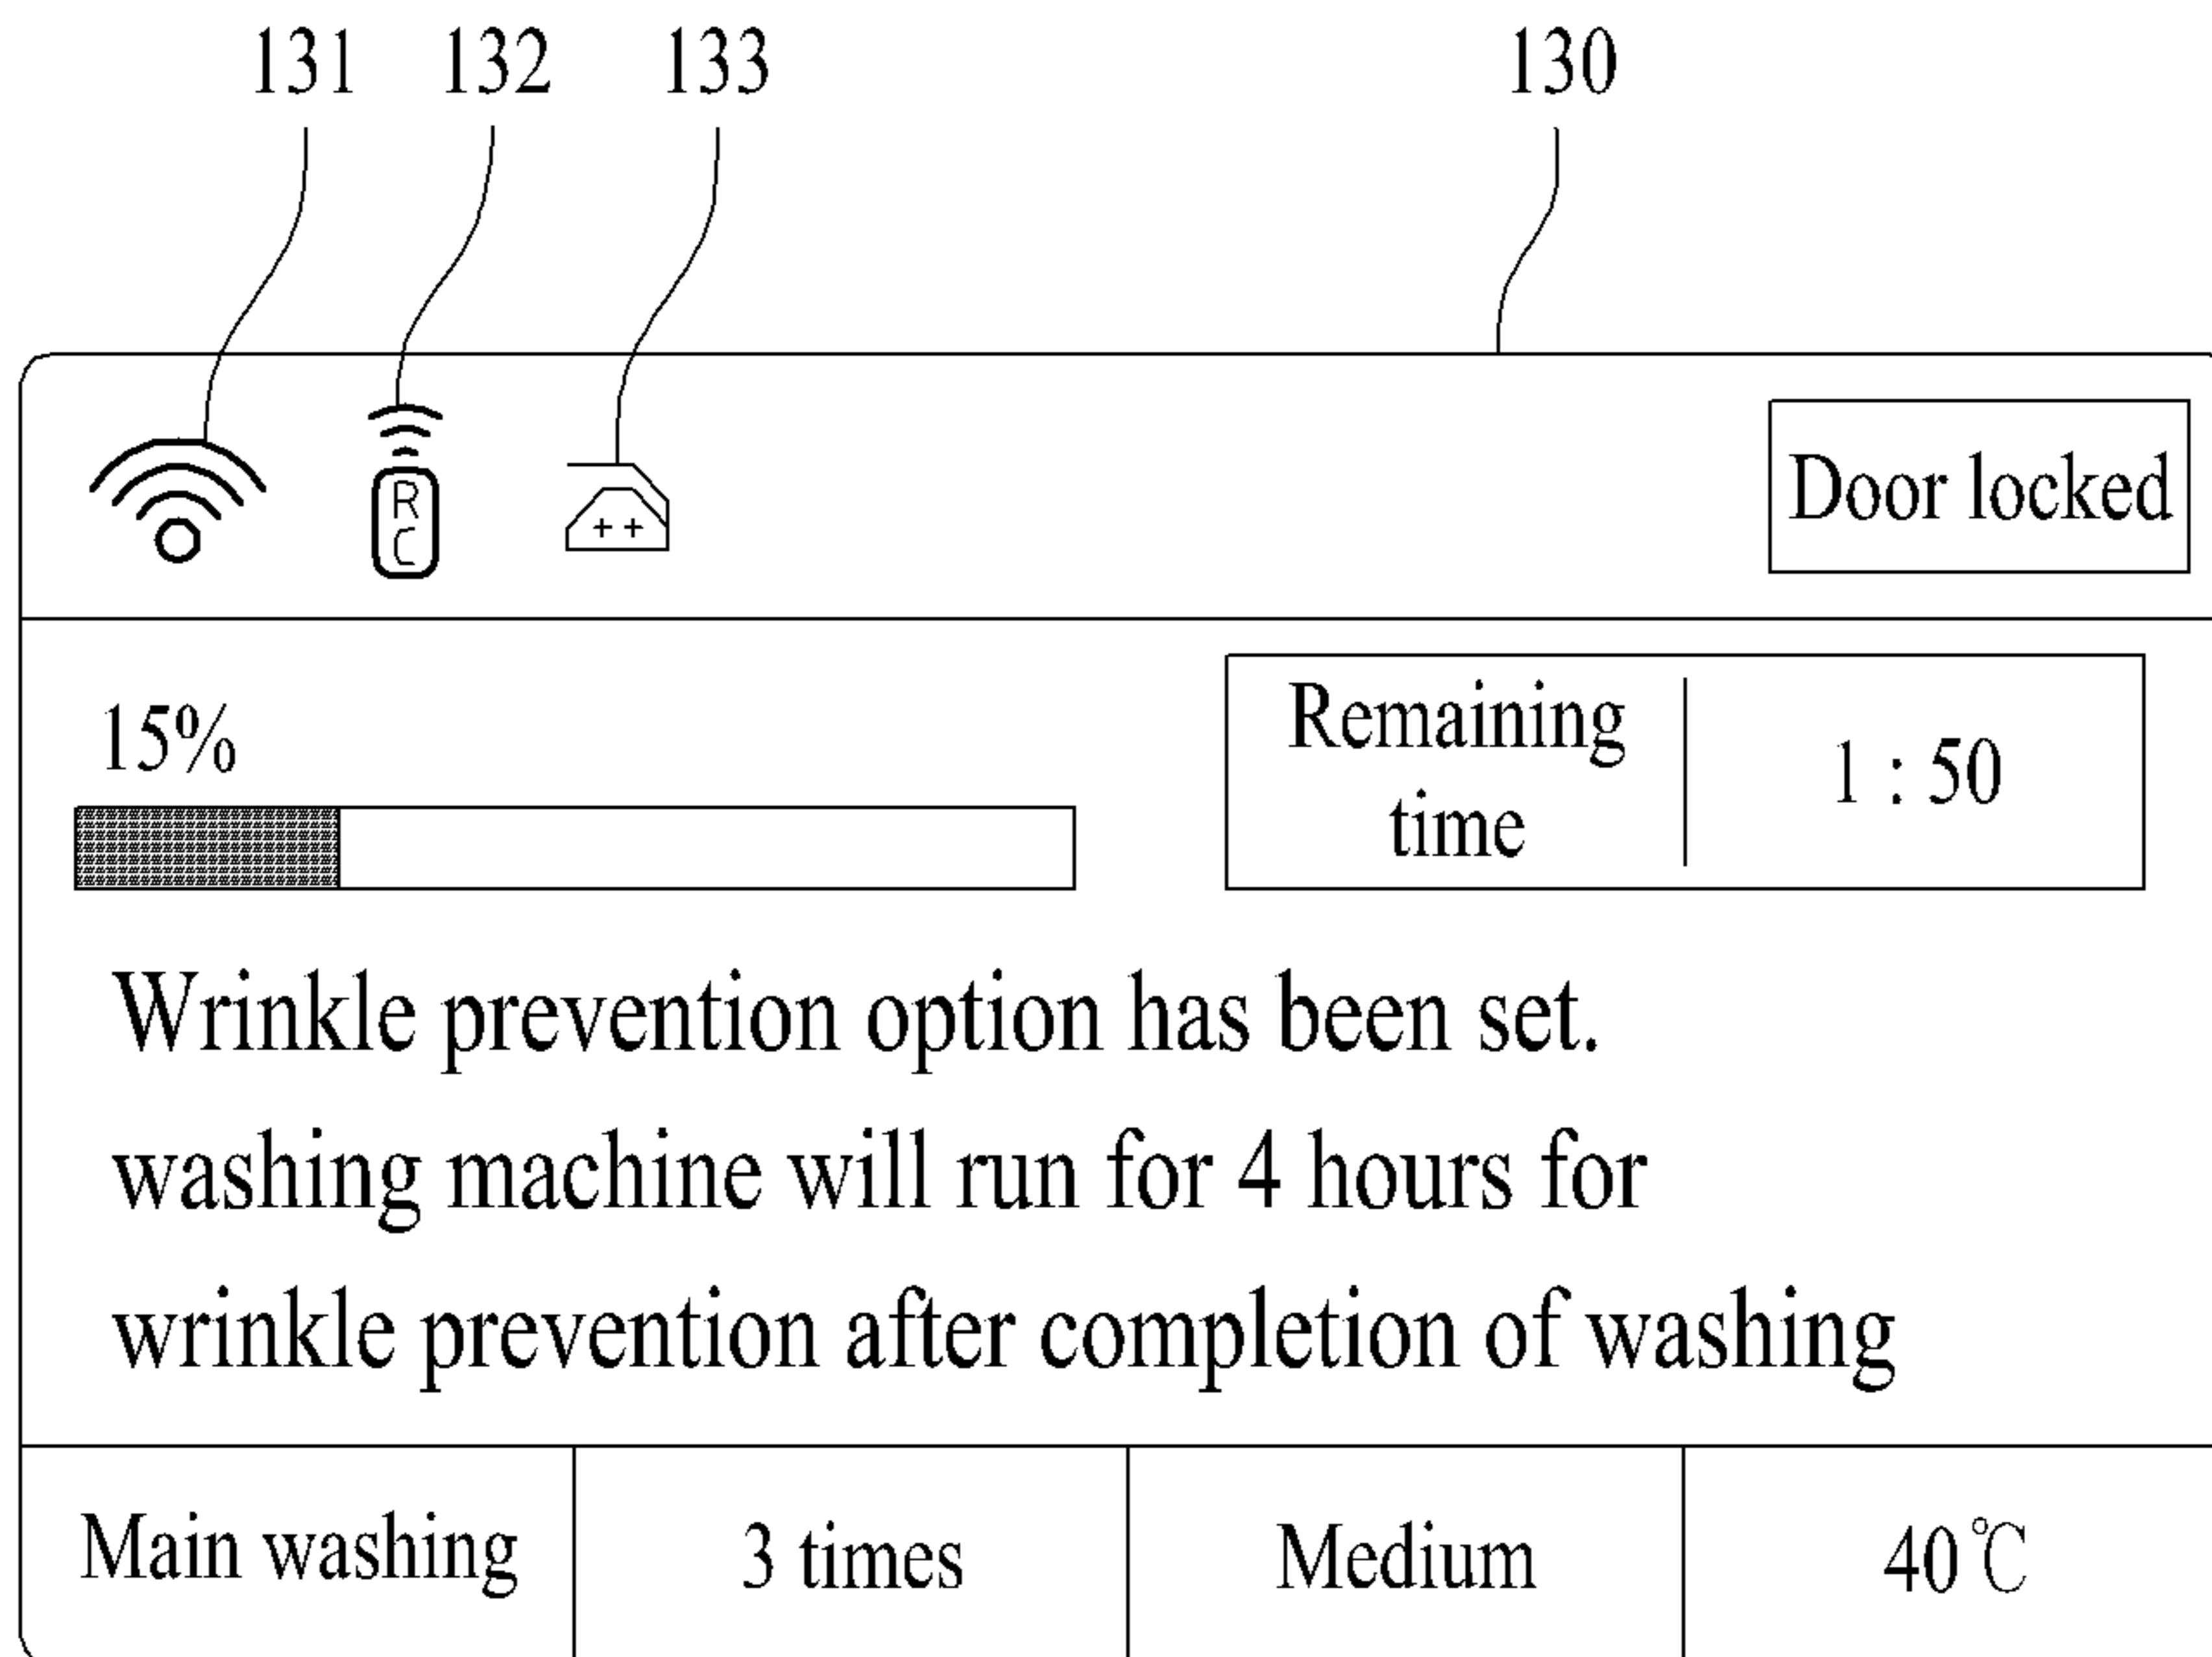 131 132 133 130
R
C
Door locked
15%
Remaining
time
1 : 50
Wrinkle prevention option has been set.
washing machine will run for 4 hours for
wrinkle prevention after completion of washing
Main washing 3 times Medium 40℃